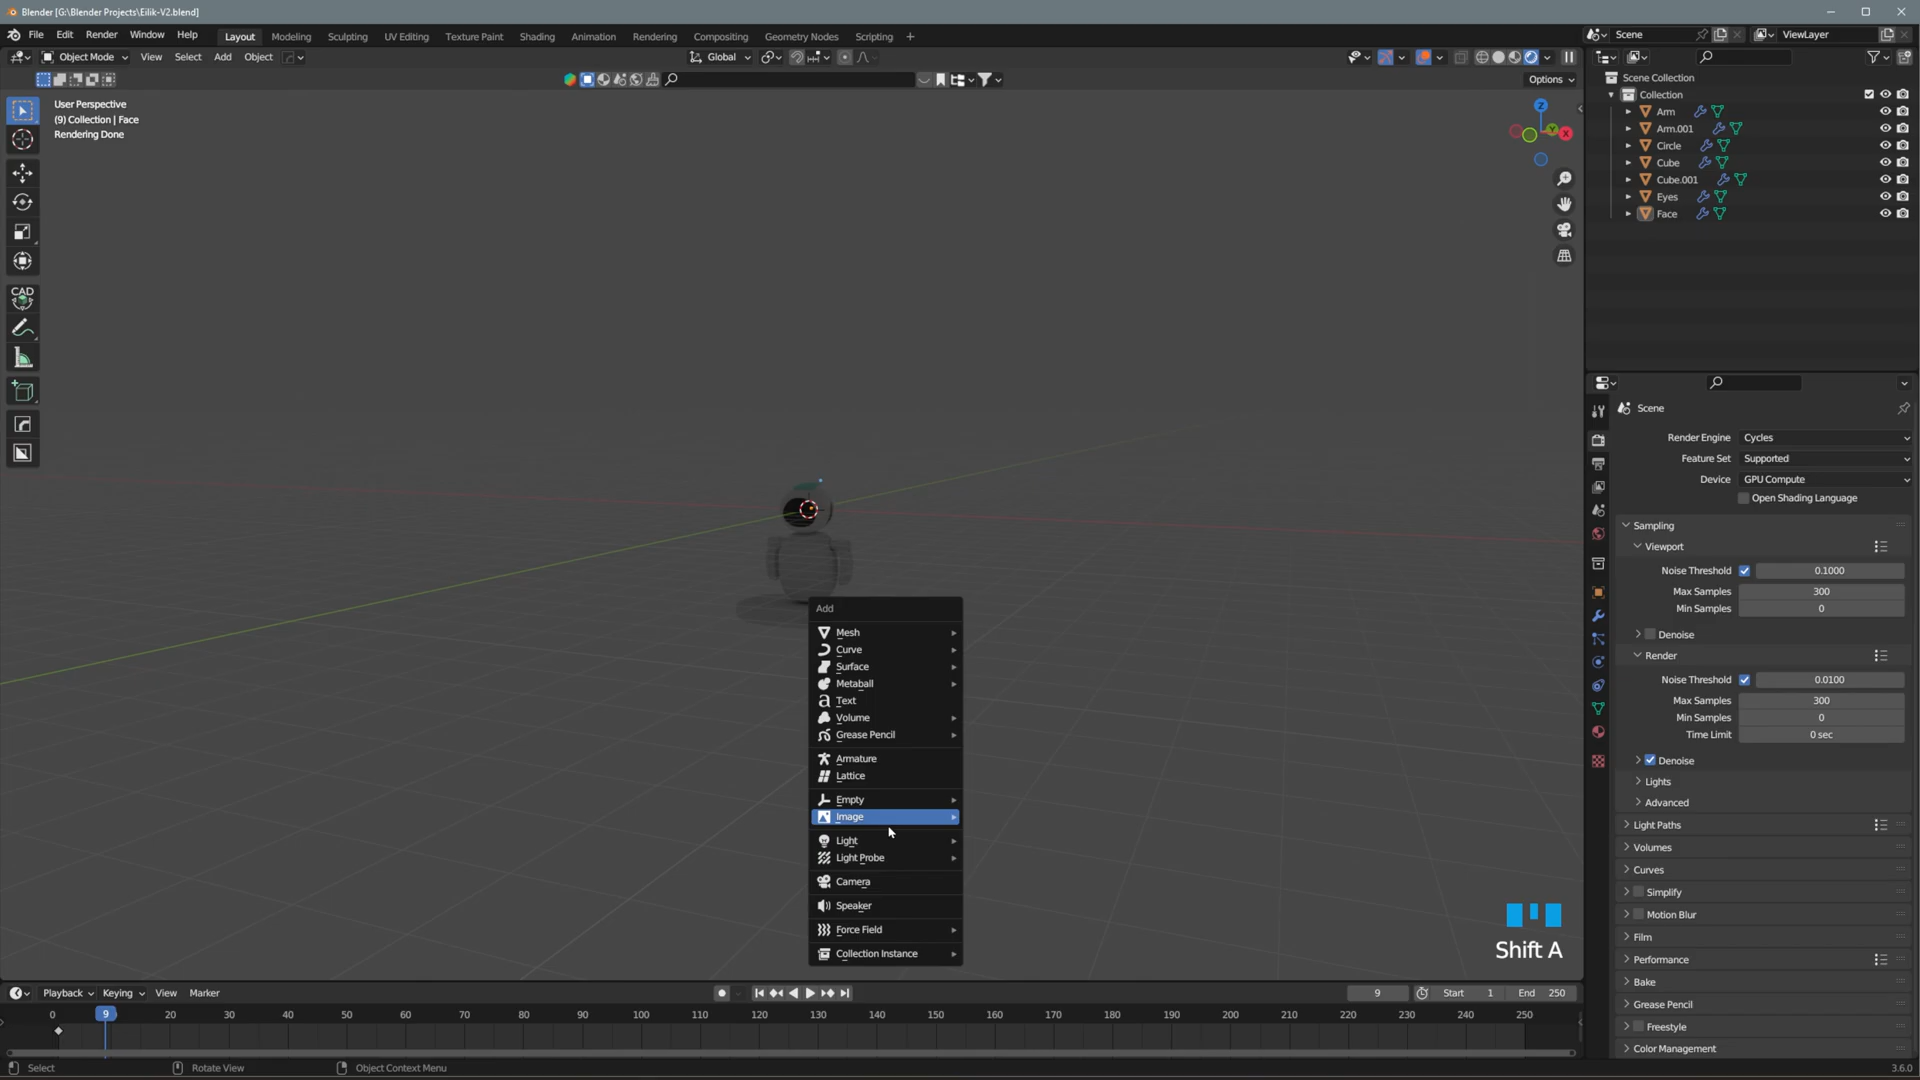 Blender [G:\Blender Projects\Eilik-V2.blend]
File Edit Render Window Help Layout Modeling Sculpting UV Editing Texture Paint Shading Animation Rendering Compositing Geometry Nodes Scripting + Scene ViewLayer
Object Mode View Select Add Object Global
Options
User Perspective
(9) Collection | Face
Rendering Done
Z
Y
X
CAD
Scene Collection
Collection
Arm
Arm.001
Circle
Cube
Cube.001
Eyes
Face
Scene
Render Engine Cycles
Feature Set Supported
Device GPU Compute
Open Shading Language
Sampling
Viewport
Noise Threshold 0.1000
Max Samples 300
Min Samples 0
Denoise
Render
Noise Threshold 0.0100
Max Samples 300
Min Samples 0
Time Limit 0 sec
Denoise
Lights
Advanced
Light Paths
Volumes
Curves
Simplify
Motion Blur
Film
Performance
Bake
Grease Pencil
Freestyle
Color Management
Add
Mesh
Curve
Surface
Metaball
Text
Volume
Grease Pencil
Armature
Lattice
Empty
Image
Light
Light Probe
Camera
Speaker
Force Field
Collection Instance
Shift A
Playback Keying View Marker 9 Start 1 End 250
0 9 20 30 40 50 60 70 80 90 100 110 120 130 140 150 160 170 180 190 200 210 220 230 240 250
Select Rotate View Object Context Menu 3.6.0